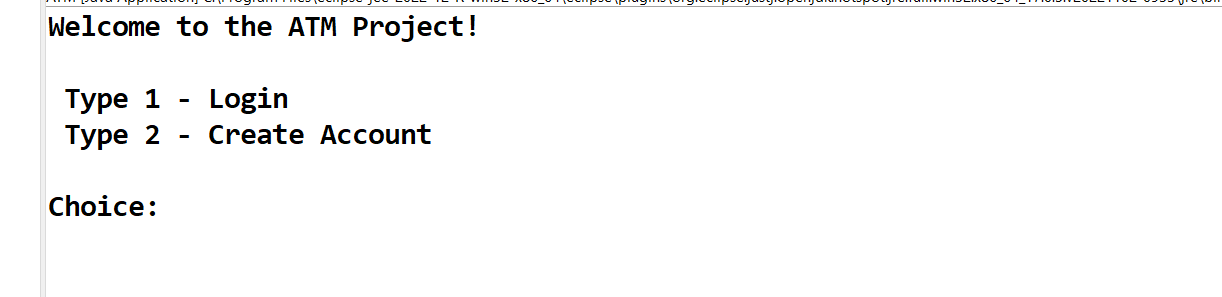 Welcome to the ATM Project!
Type 1 - Login
Type 2 - Create Account
Choice: